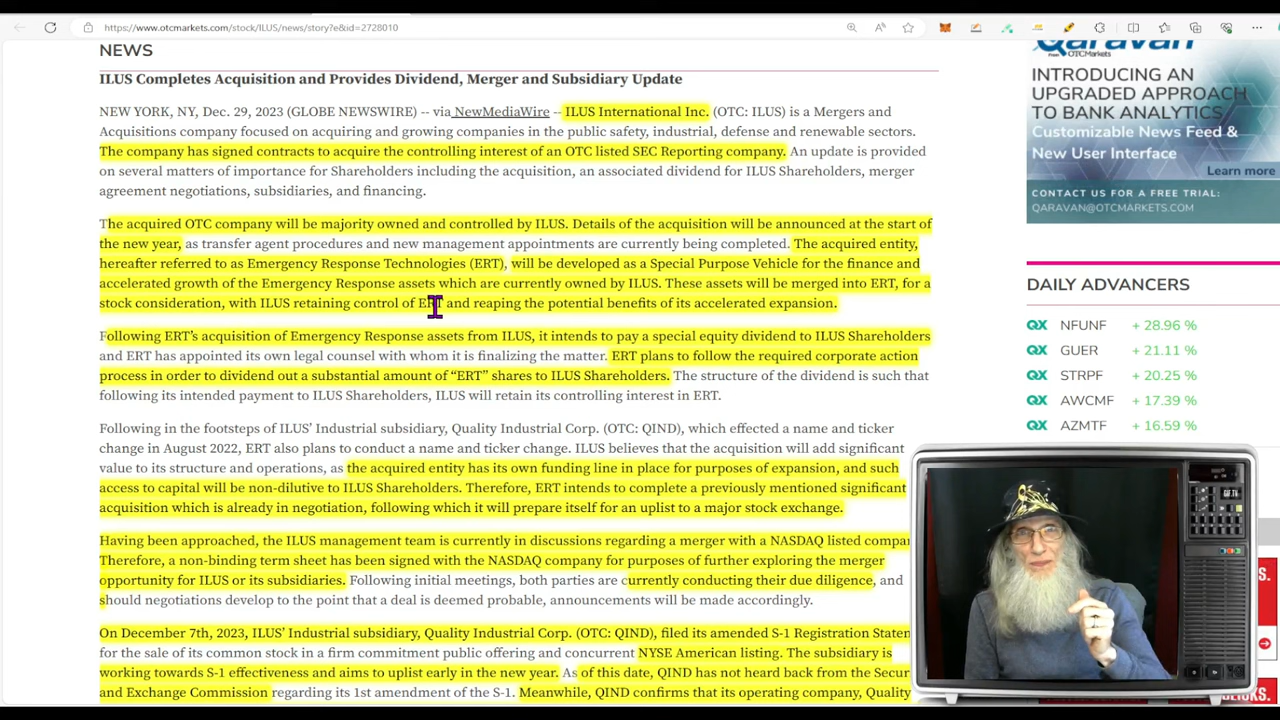 https://www.otcmarkets.com/stock/ILUS/news/story?e&id=2728010
NEWS
ILUS Completes Acquisition and Provides Dividend, Merger and Subsidiary Update
NEW YORK, NY, Dec. 29, 2023 (GLOBE NEWSWIRE) -- via NewMediaWire -- ILUS International Inc. (OTC: ILUS) is a Mergers and
Acquisitions company focused on acquiring and growing companies in the public safety, industrial, defense and renewable sectors.
The company has signed contracts to acquire the controlling interest of an OTC listed SEC Reporting company. An update is provided
on several matters of importance for Shareholders including the acquisition, an associated dividend for ILUS Shareholders, merger
agreement negotiations, subsidiaries, and financing.
The acquired OTC company will be majority owned and controlled by ILUS. Details of the acquisition will be announced at the start of
the new year, as transfer agent procedures and new management appointments are currently being completed. The acquired entity,
hereafter referred to as Emergency Response Technologies (ERT), will be developed as a Special Purpose Vehicle for the finance and
accelerated growth of the Emergency Response assets which are currently owned by ILUS. These assets will be merged into ERT, for a
stock consideration, with ILUS retaining control of ERT and reaping the potential benefits of its accelerated expansion.
Following ERT's acquisition of Emergency Response assets from ILUS, it intends to pay a special equity dividend to ILUS Shareholders
and ERT has appointed its own legal counsel with whom it is finalizing the matter. ERT plans to follow the required corporate action
process in order to dividend out a substantial amount of “ERT” shares to ILUS Shareholders. The structure of the dividend is such that
following its intended payment to ILUS Shareholders, ILUS will retain its controlling interest in ERT.
Following in the footsteps of ILUS’ Industrial subsidiary, Quality Industrial Corp. (OTC: QIND), which effected a name and ticker
change in August 2022, ERT also plans to conduct a name and ticker change. ILUS believes that the acquisition will add significant
value to its structure and operations, as the acquired entity has its own funding line in place for purposes of expansion, and such
access to capital will be non-dilutive to ILUS Shareholders. Therefore, ERT intends to complete a previously mentioned significant
acquisition which is already in negotiation, following which it will prepare itself for an uplist to a major stock exchange.
Having been approached, the ILUS management team is currently in discussions regarding a merger with a NASDAQ listed compan
Therefore, a non-binding term sheet has been signed with the NASDAQ company for purposes of further exploring the merger
opportunity for ILUS or its subsidiaries. Following initial meetings, both parties are currently conducting their due diligence, and
should negotiations develop to the point that a deal is deemed probable, announcements will be made accordingly.
On December 7th, 2023, ILUS’ Industrial subsidiary, Quality Industrial Corp. (OTC: QIND), filed its amended S-1 Registration Staten
for the sale of its common stock in a firm commitment public offering and concurrent NYSE American listing. The subsidiary is
working towards S-1 effectiveness and aims to uplist early in the new year. As of this date, QIND has not heard back from the Secur
and Exchange Commission regarding its 1st amendment of the S-1. Meanwhile, QIND confirms that its operating company, Quality
Qaravan
From OTCMarkets
INTRODUCING AN
UPGRADED APPROACH
TO BANK ANALYTICS
Customizable News Feed &
New User Interface
Learn more
CONTACT US FOR A FREE TRIAL:
QARAVAN@OTCMARKETS.COM
DAILY ADVANCERS
QX NFUNF + 28.96 %
QX GUER + 21.11 %
QX STRPF + 20.25 %
QX AWCMF + 17.39 %
QX AZMTF + 16.59 %